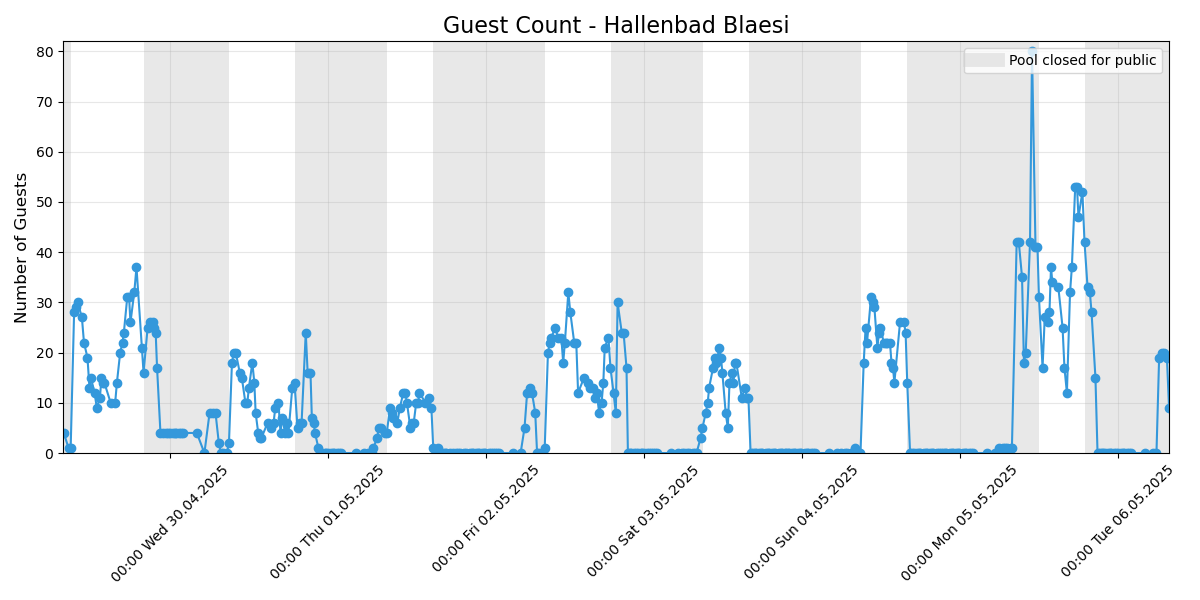 Guest Count - Hallenbad Blaesi
Pool closed for public
Number of Guests
80
70
60
50
40
30
20
10
0
00:00 Wed 30.04.2025
00:00 Thu 01.05.2025
00:00 Fri 02.05.2025
00:00 Sat 03.05.2025
00:00 Sun 04.05.2025
00:00 Mon 05.05.2025
00:00 Tue 06.05.2025